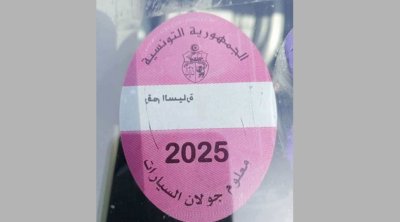 الجمهورية التونسية
2025
معلوم جولان السيارات